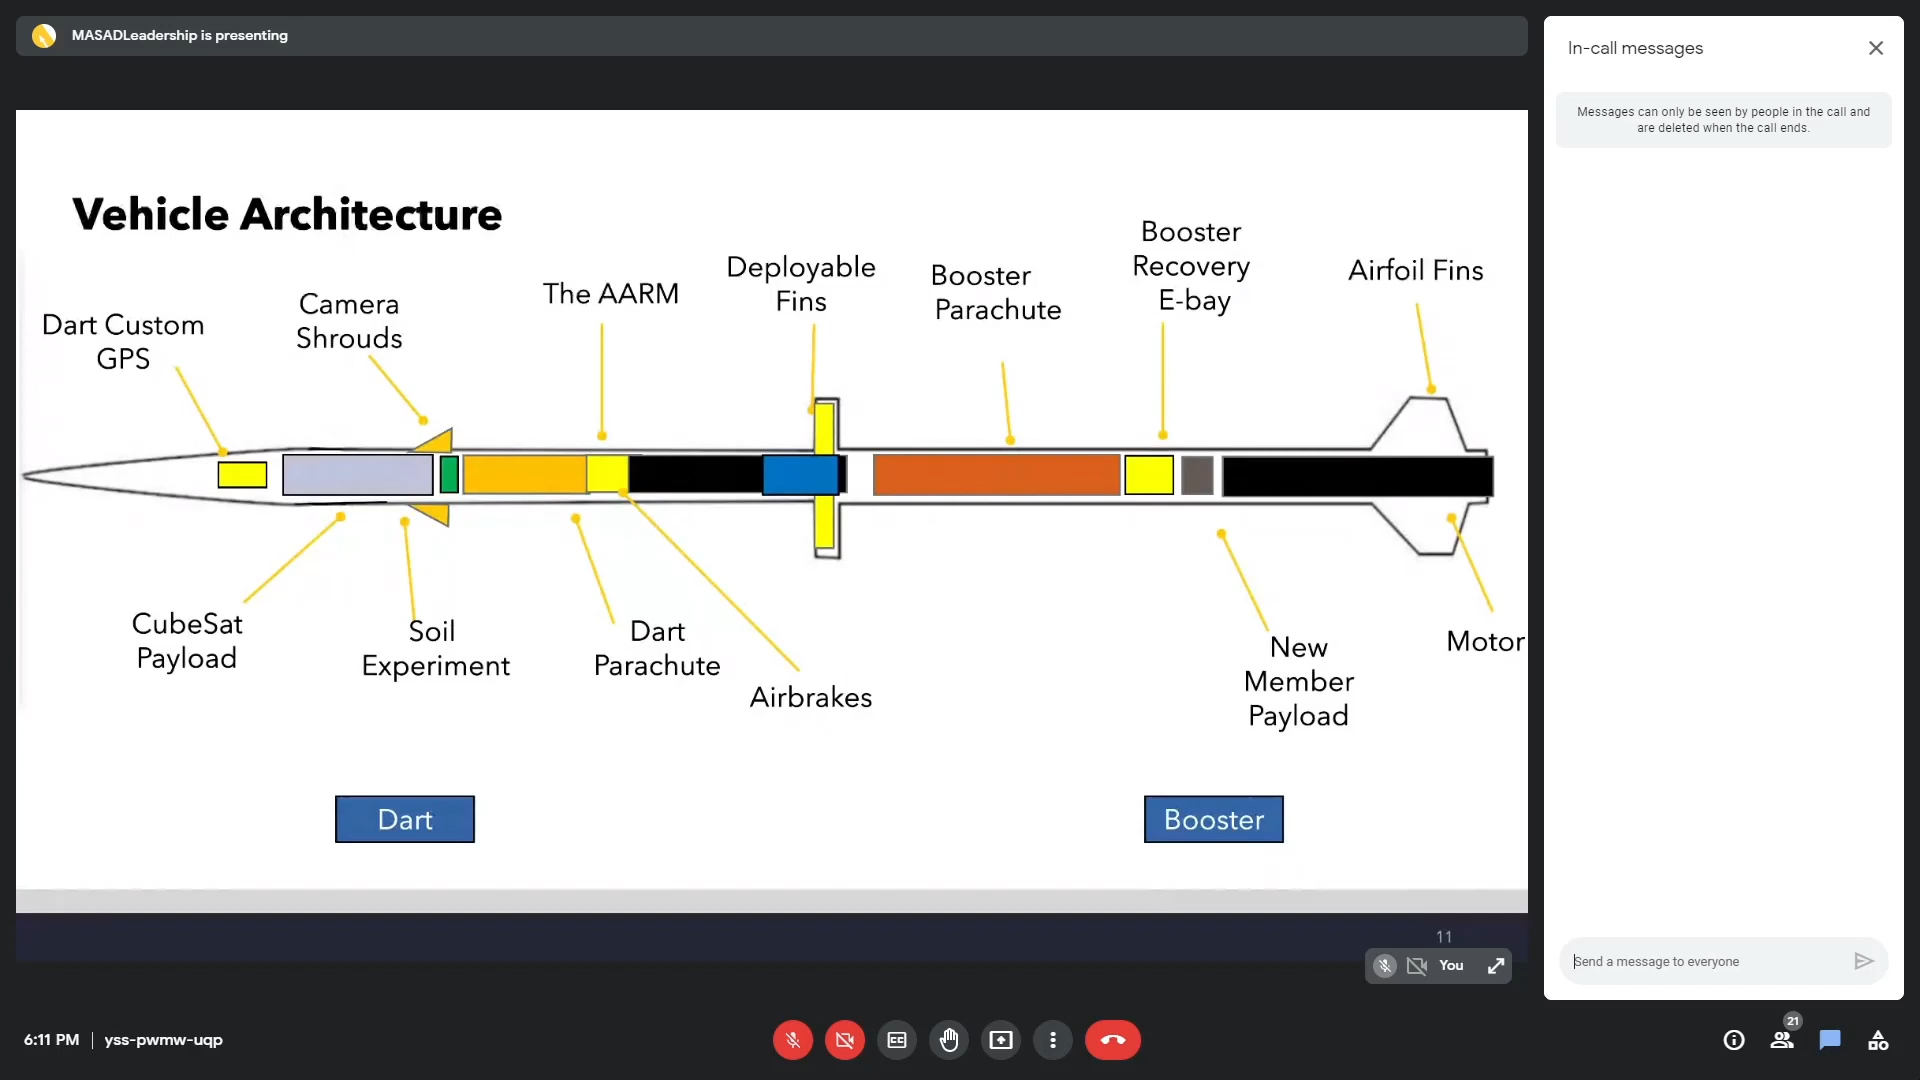 MASADLeadership is presenting
Vehicle Architecture
Dart Custom
GPS
Camera
Shrouds
The AARM
Deployable
Fins
Booster
Parachute
Booster
Recovery
E-bay
Airfoil Fins
CubeSat
Payload
Soil
Experiment
Dart
Parachute
Airbrakes
New
Member
Payload
Motor
Dart
Booster
11
You
In-call messages
Messages can only be seen by people in the call and
are deleted when the call ends.
Send a message to everyone
6:11 PM
yss-pwmw-uqp
21